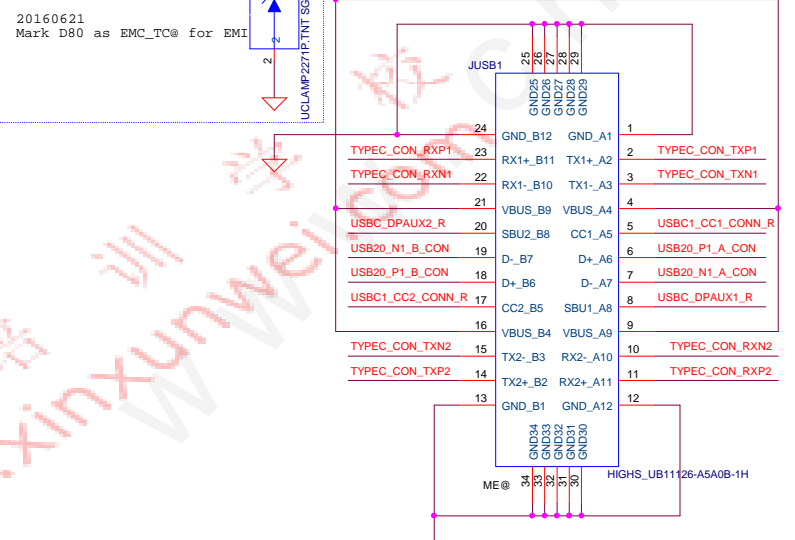 20160621
Mark D80 as EMC_TC@ for EMI
2
2
UCLAMP2271P.TNT SG
JUSB1
25 26 27 28 29
GND25 GND26 GND27 GND28 GND29
24 GND_B12 GND_A1 1
TYPEC_CON_RXP1 23 RX1+_B11 TX1+_A2 2 TYPEC_CON_TXP1
TYPEC_CON_RXN1 22 RX1-_B10 TX1-_A3 3 TYPEC_CON_TXN1
21 VBUS_B9 VBUS_A4 4
USBC_DPAUX2_R 20 SBU2_B8 CC1_A5 5 USBC1_CC1_CONN_R
USB20_N1_B_CON 19 D-_B7 D+_A6 6 USB20_P1_A_CON
USB20_P1_B_CON 18 D+_B6 D-_A7 7 USB20_N1_A_CON
USBC1_CC2_CONN_R 17 CC2_B5 SBU1_A8 8 USBC_DPAUX1_R
16 VBUS_B4 VBUS_A9 9
TYPEC_CON_TXN2 15 TX2-_B3 RX2-_A10 10 TYPEC_CON_RXN2
TYPEC_CON_TXP2 14 TX2+_B2 RX2+_A11 11 TYPEC_CON_RXP2
13 GND_B1 GND_A12 12
GND34 GND33 GND32 GND31 GND30
34 33 32 31 30
ME@
HIGHS_UB11126-A5A0B-1H
.xinxunwei.com
训
学
校